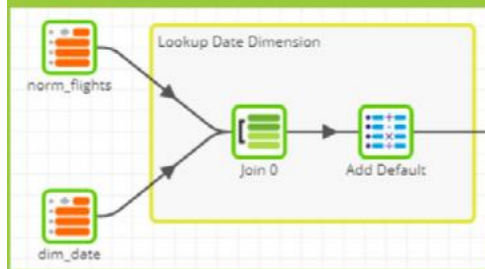 Lookup Date Dimension
norm_flights
Join 0
Add Default
dim_date